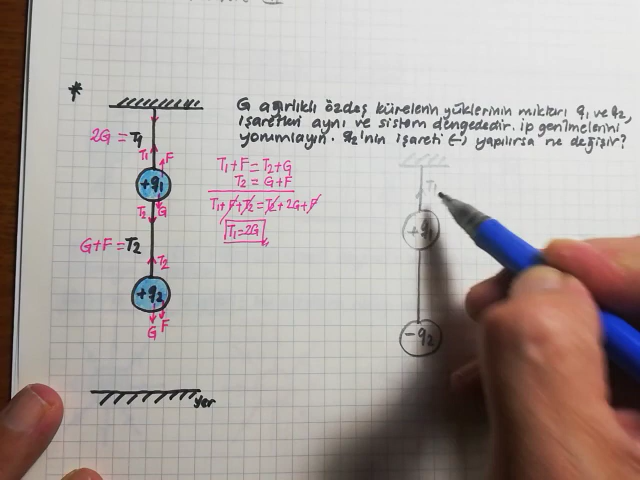 *
G ağırlıklı özdeş kürelerin yüklerinin miktarı q1 ve q2,
işaretleri aynı ve sistem dengededir. ip gerilmelerini
yorumlayın. q2'nin işareti (-) yapılırsa ne değişir?
2G = T1
T1 F
+q1
T2 G
G+F = T2
T2
+q2
G F
yer
T1+F = T2+G
T2 = G+F
T1+F+T2 = T2+2G+F
T1=2G
T1
+q1
-q2